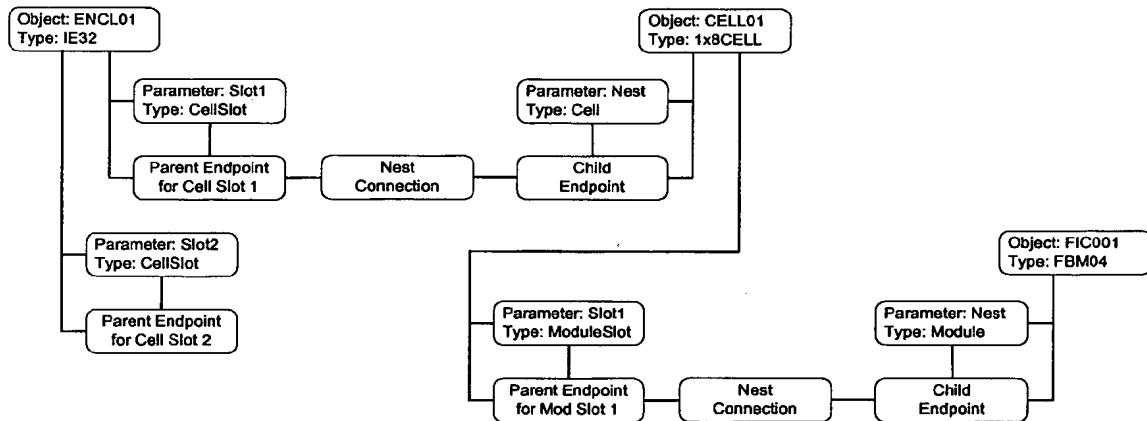 Object: ENCL01
Type: IE32
Object: CELL01
Type: 1x8CELL
Parameter: Slot1
Type: CellSlot
Parameter: Nest
Type: Cell
Parent Endpoint
for Cell Slot 1
Nest
Connection
Child
Endpoint
Parameter: Slot2
Type: CellSlot
Object: FIC001
Type: FBM04
Parent Endpoint
for Cell Slot 2
Parameter: Slot1
Type: ModuleSlot
Parameter: Nest
Type: Module
Parent Endpoint
for Mod Slot 1
Nest
Connection
Child
Endpoint